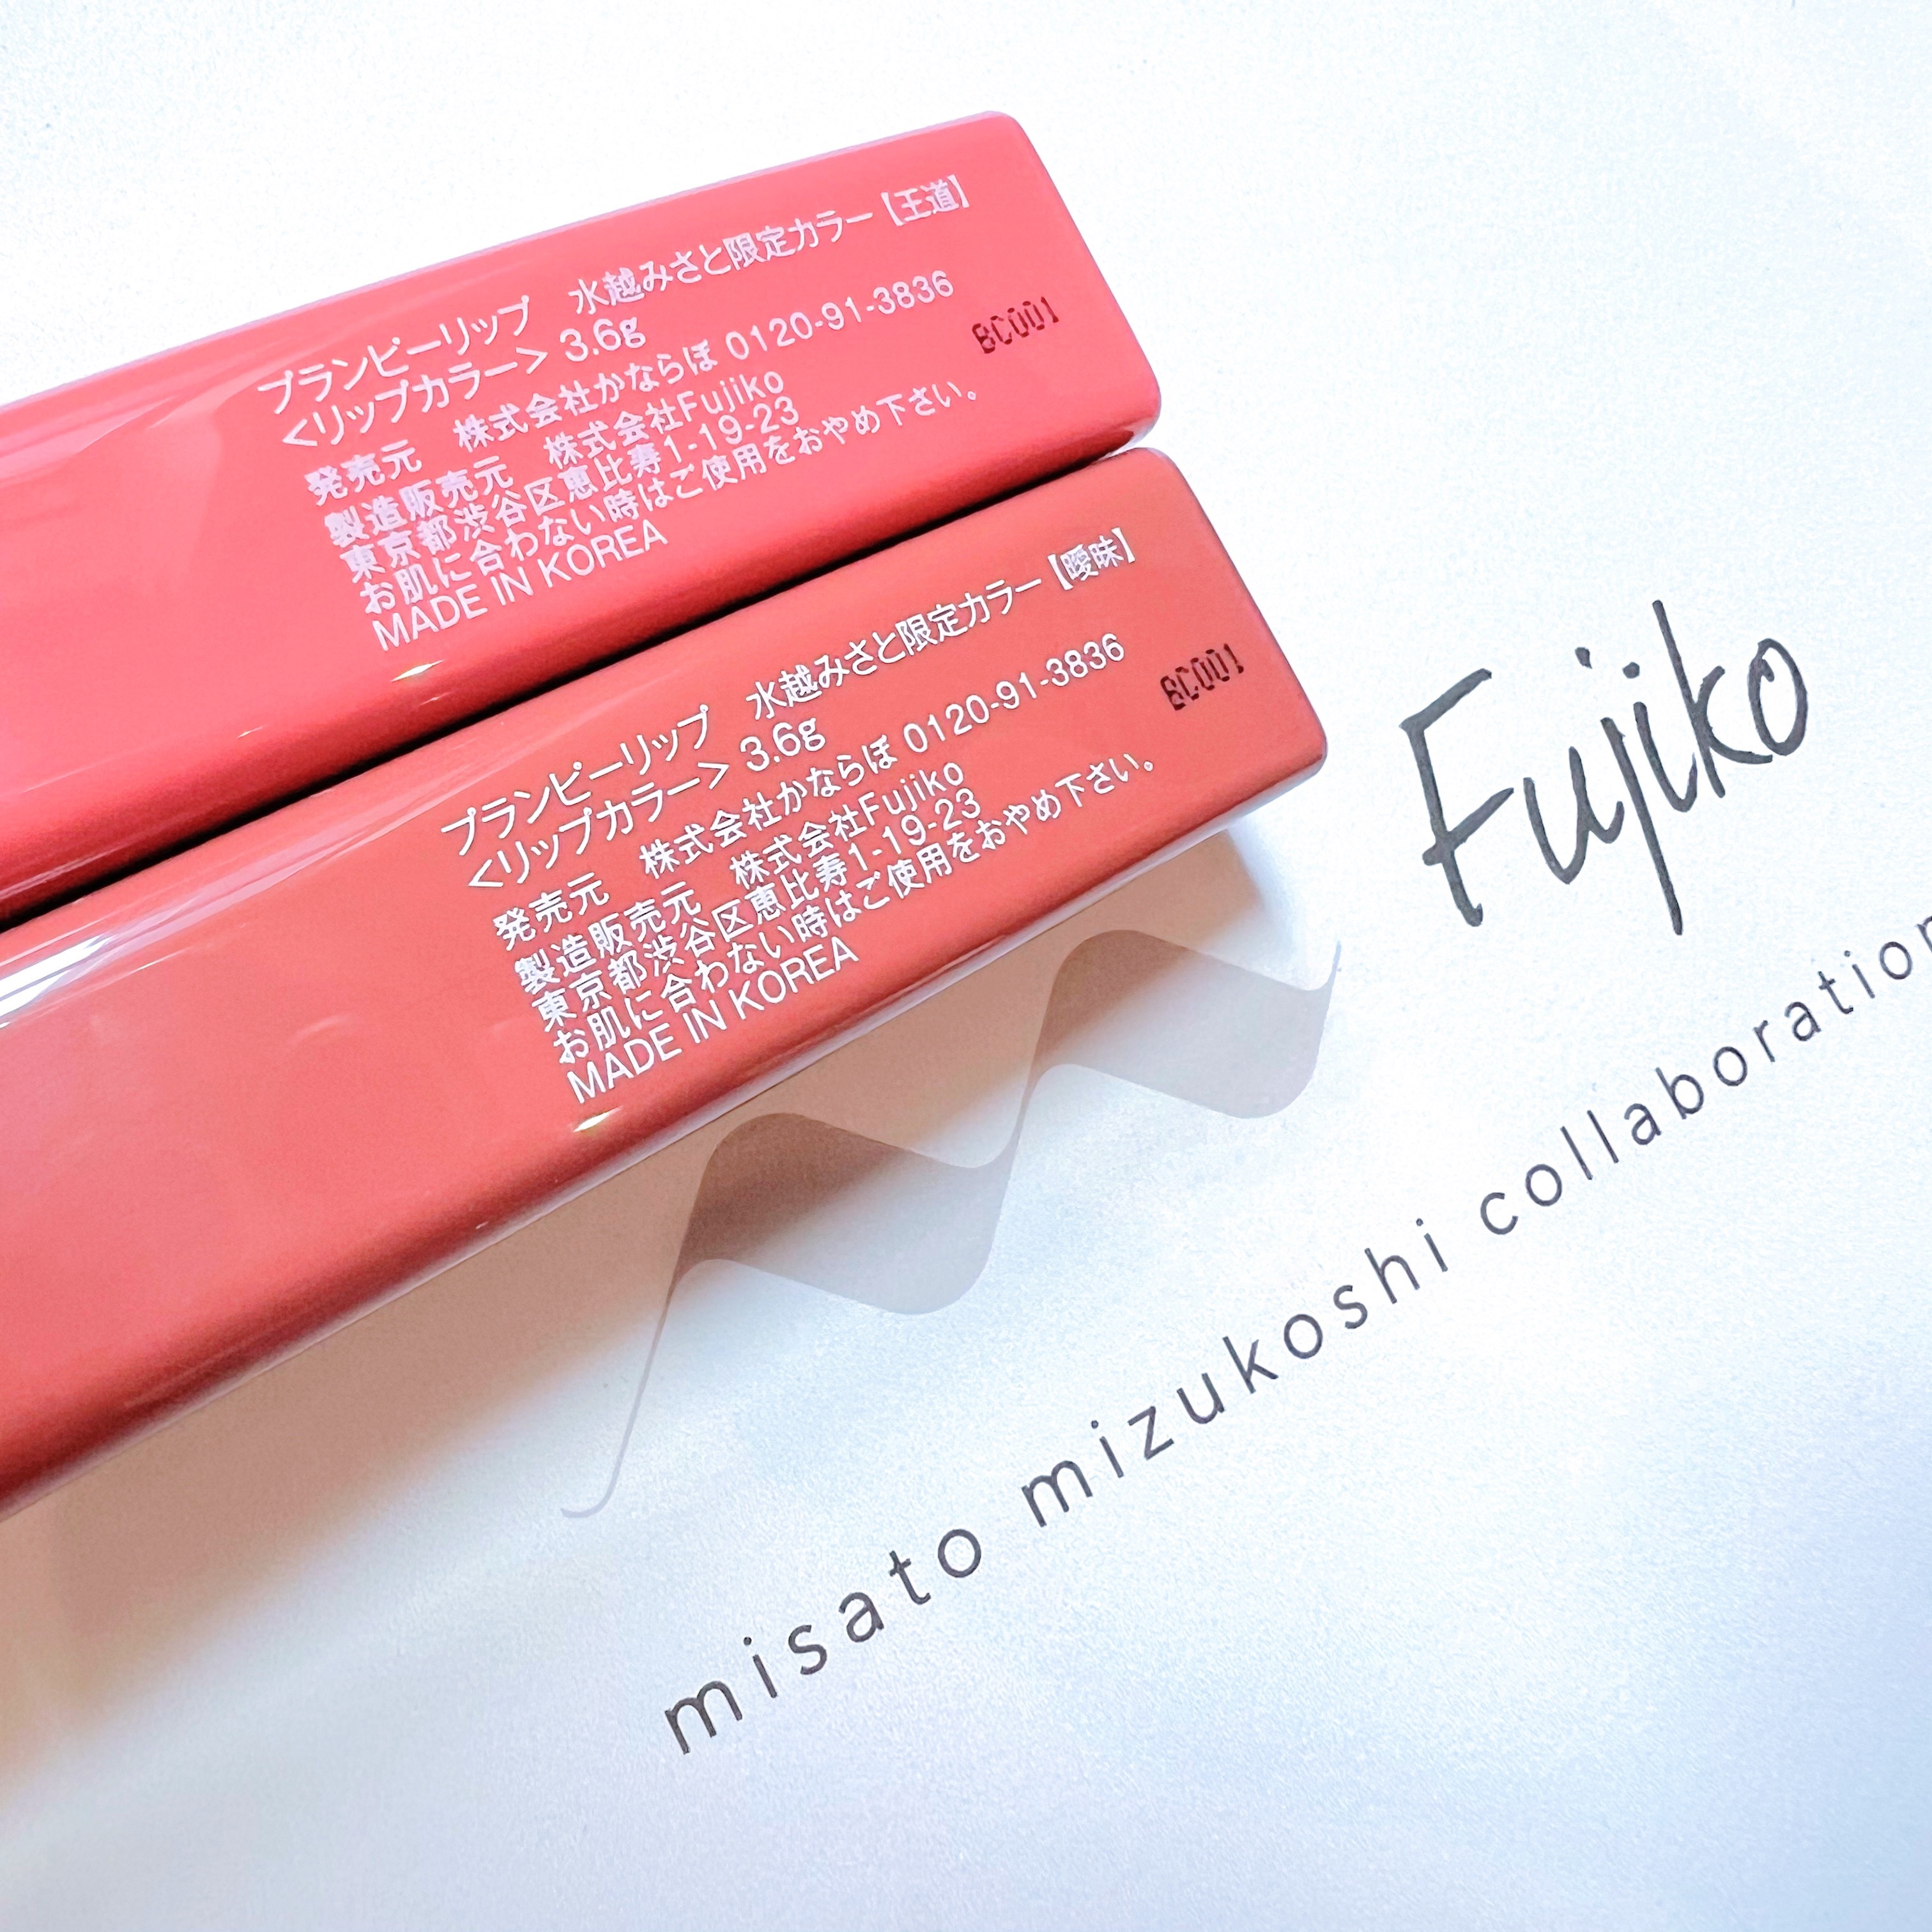 プランピーリップ　水越みさと限定カラー【王道】
<リップカラー> 3.6g
発売元　株式会社かならぼ 0120-91-3836
製造販売元　株式会社Fujiko
東京都渋谷区恵比寿1-19-23
お肌に合わない時はご使用をおやめ下さい。
MADE IN KOREA
BC001
プランピーリップ　水越みさと限定カラー【曖昧】
<リップカラー> 3.6g
発売元　株式会社かならぼ 0120-91-3836
製造販売元　株式会社Fujiko
東京都渋谷区恵比寿1-19-23
お肌に合わない時はご使用をおやめ下さい。
MADE IN KOREA
BC001
Fujiko
misato mizukoshi collaboration